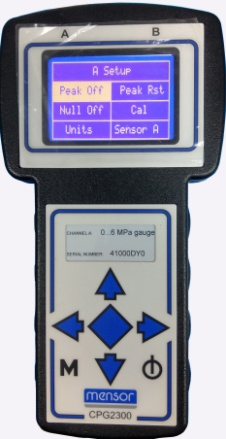 A B
A Setup
Peak Off Peak Rst
Null Off Cal
Units Sensor A
CHANNEL A: 0...6 MPa gauge
SERIAL NUMBER: 41000DY0
M
mensor
CPG2300